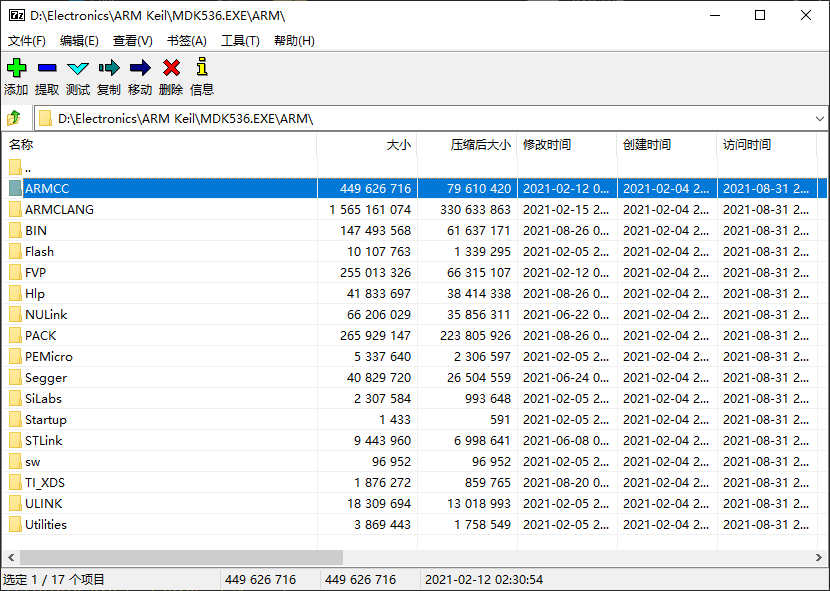 7z D:\Electronics\ARM Keil\MDK536.EXE\ARM\
文件(F) 编辑(E) 查看(V) 书签(A) 工具(T) 帮助(H)
添加 提取 测试 复制 移动 删除 信息
D:\Electronics\ARM Keil\MDK536.EXE\ARM\
名称 大小 压缩后大小 修改时间 创建时间 访问时间
..
ARMCC 449 626 716 79 610 420 2021-02-12 0... 2021-02-04 2... 2021-08-31 2...
ARMCLANG 1 565 161 074 330 633 863 2021-02-15 2... 2021-02-04 2... 2021-08-31 2...
BIN 147 493 568 61 637 171 2021-08-26 0... 2021-02-04 2... 2021-08-31 2...
Flash 10 107 763 1 339 295 2021-02-05 2... 2021-02-04 2... 2021-08-31 2...
FVP 255 013 326 66 315 107 2021-02-12 0... 2021-02-04 2... 2021-08-31 2...
Hlp 41 833 697 38 414 338 2021-08-26 0... 2021-02-04 2... 2021-08-31 2...
NULink 66 206 029 35 856 311 2021-06-22 0... 2021-02-04 2... 2021-08-31 2...
PACK 265 929 147 223 805 926 2021-08-26 0... 2021-02-04 2... 2021-08-31 2...
PEMicro 5 337 640 2 306 597 2021-02-05 2... 2021-02-04 2... 2021-08-31 2...
Segger 40 829 720 26 504 559 2021-06-24 0... 2021-02-04 2... 2021-08-31 2...
SiLabs 2 307 584 993 648 2021-02-05 2... 2021-02-04 2... 2021-08-31 2...
Startup 1 433 591 2021-02-05 2... 2021-02-04 2... 2021-08-31 2...
STLink 9 443 960 6 998 641 2021-06-08 0... 2021-02-04 2... 2021-08-31 2...
sw 96 952 96 952 2021-02-05 2... 2021-02-04 2... 2021-08-31 2...
TI_XDS 1 876 272 859 765 2021-08-20 0... 2021-02-04 2... 2021-08-31 2...
ULINK 18 309 694 13 018 993 2021-02-05 2... 2021-02-04 2... 2021-08-31 2...
Utilities 3 869 443 1 758 549 2021-02-05 2... 2021-02-04 2... 2021-08-31 2...
选定 1 / 17 个项目 449 626 716 449 626 716 2021-02-12 02:30:54